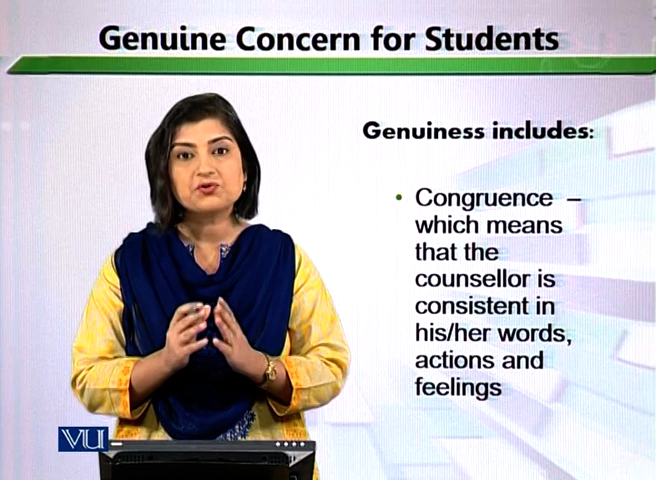 Genuine Concern for Students
Genuiness includes:
• Congruence –
which means
that the
counsellor is
consistent in
his/her words,
actions and
feelings
VU